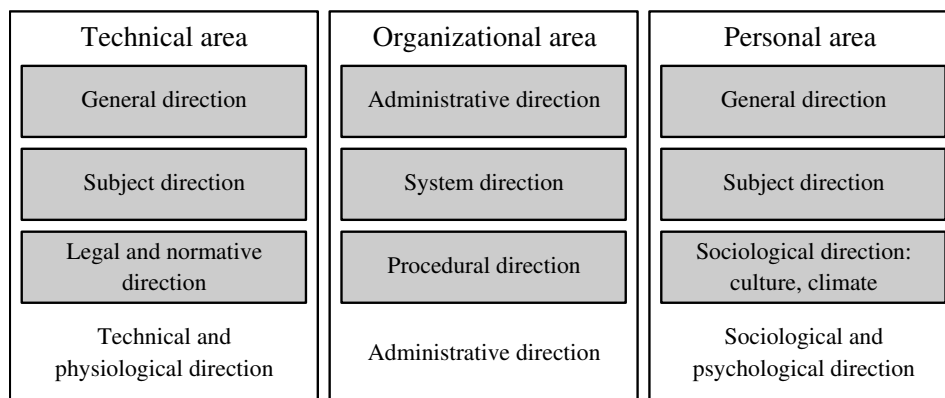 Technical area
General direction
Subject direction
Legal and normative
direction
Technical and
physiological direction
Organizational area
Administrative direction
System direction
Procedural direction
Administrative direction
Personal area
General direction
Subject direction
Sociological direction:
culture, climate
Sociological and
psychological direction